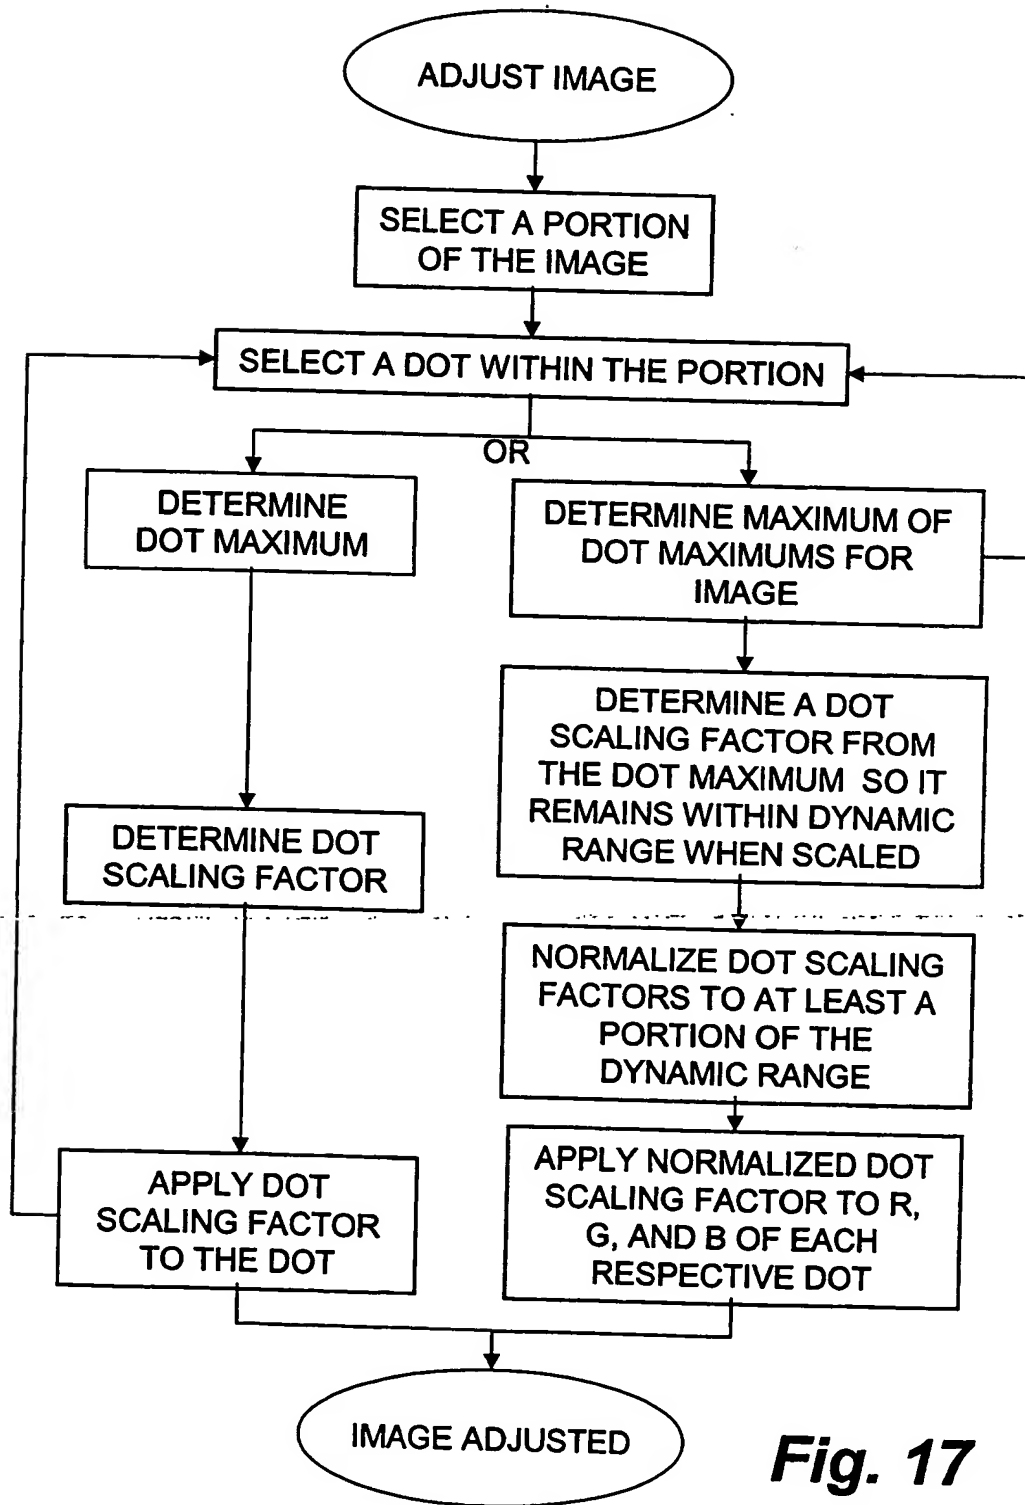 ADJUST IMAGE
SELECT A PORTION
OF THE IMAGE
SELECT A DOT WITHIN THE PORTION
OR
DETERMINE
DOT MAXIMUM
DETERMINE MAXIMUM OF
DOT MAXIMUMS FOR
IMAGE
DETERMINE A DOT
SCALING FACTOR FROM
THE DOT MAXIMUM SO IT
REMAINS WITHIN DYNAMIC
RANGE WHEN SCALED
DETERMINE DOT
SCALING FACTOR
NORMALIZE DOT SCALING
FACTORS TO AT LEAST A
PORTION OF THE
DYNAMIC RANGE
APPLY DOT
SCALING FACTOR
TO THE DOT
APPLY NORMALIZED DOT
SCALING FACTOR TO R,
G, AND B OF EACH
RESPECTIVE DOT
IMAGE ADJUSTED
Fig. 17